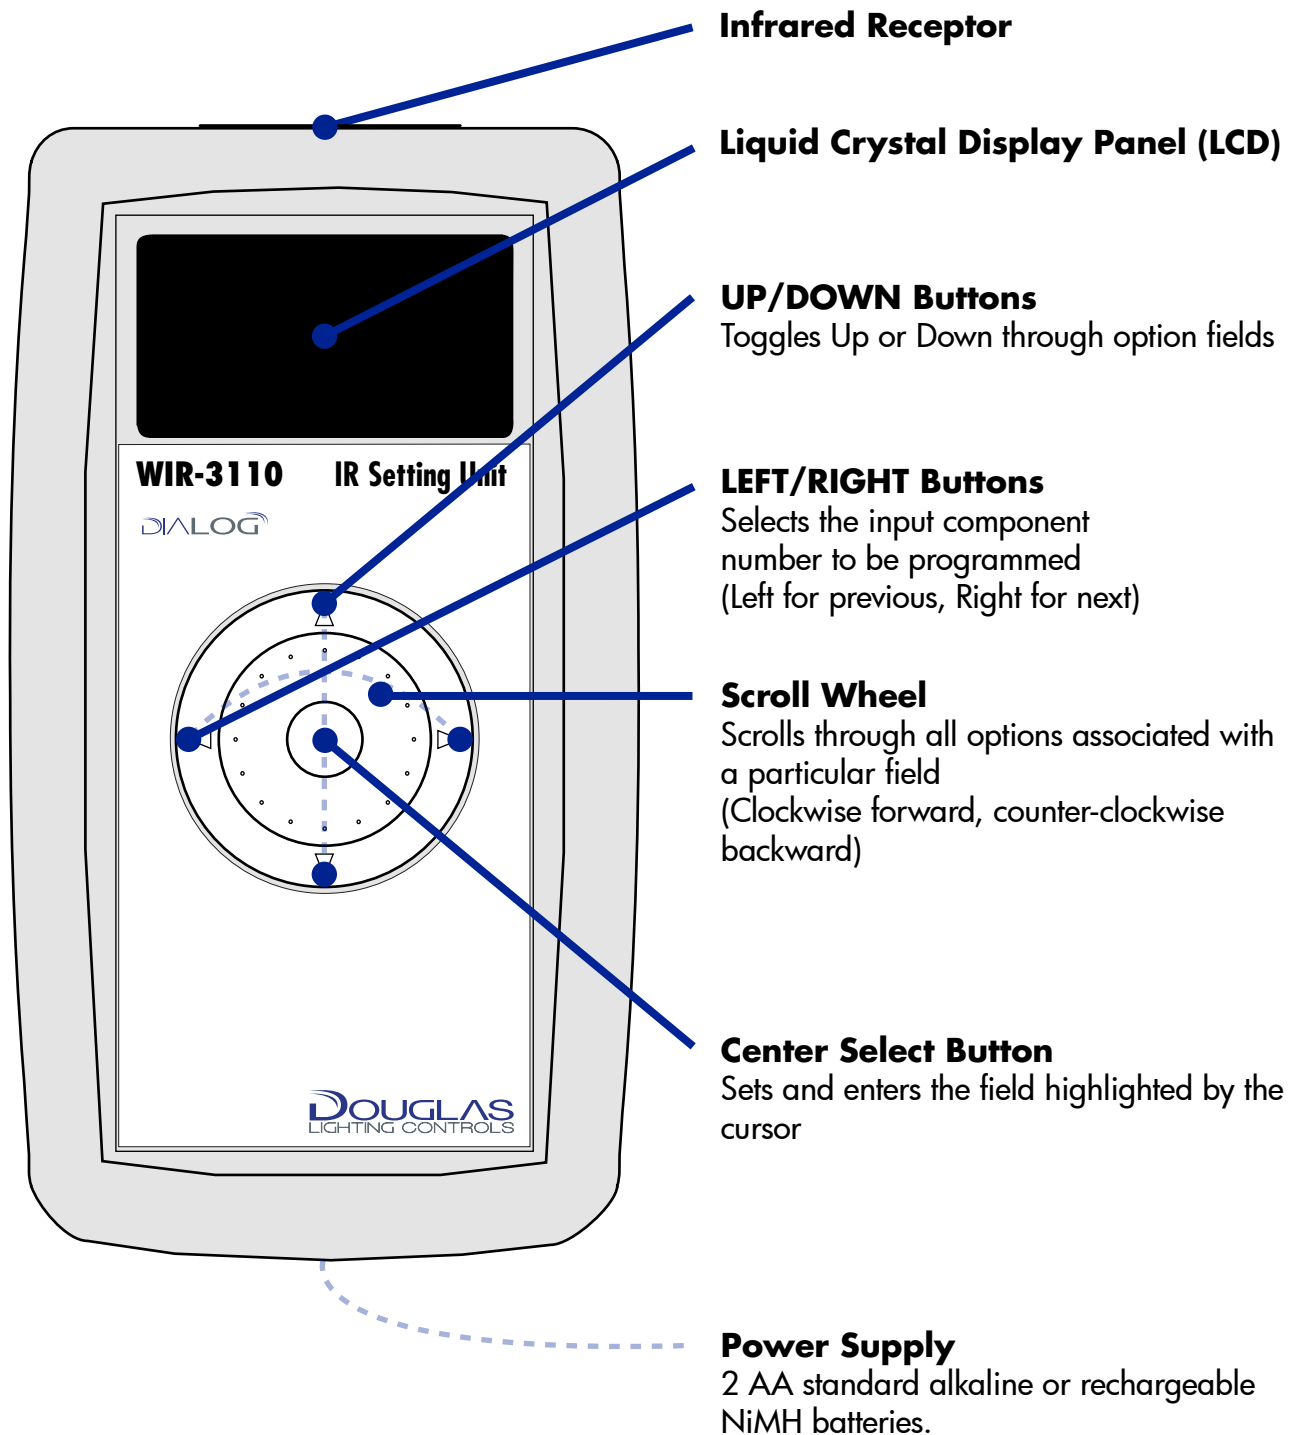 Infrared Receptor
Liquid Crystal Display Panel (LCD)
UP/DOWN Buttons
Toggles Up or Down through option fields
WIR-3110 IR Setting Unit
DIALOG
LEFT/RIGHT Buttons
Selects the input component
number to be programmed
(Left for previous, Right for next)
Scroll Wheel
Scrolls through all options associated with
a particular field
(Clockwise forward, counter-clockwise
backward)
Center Select Button
Sets and enters the field highlighted by the
cursor
DOUGLAS
LIGHTING CONTROLS
Power Supply
2 AA standard alkaline or rechargeable
NiMH batteries.